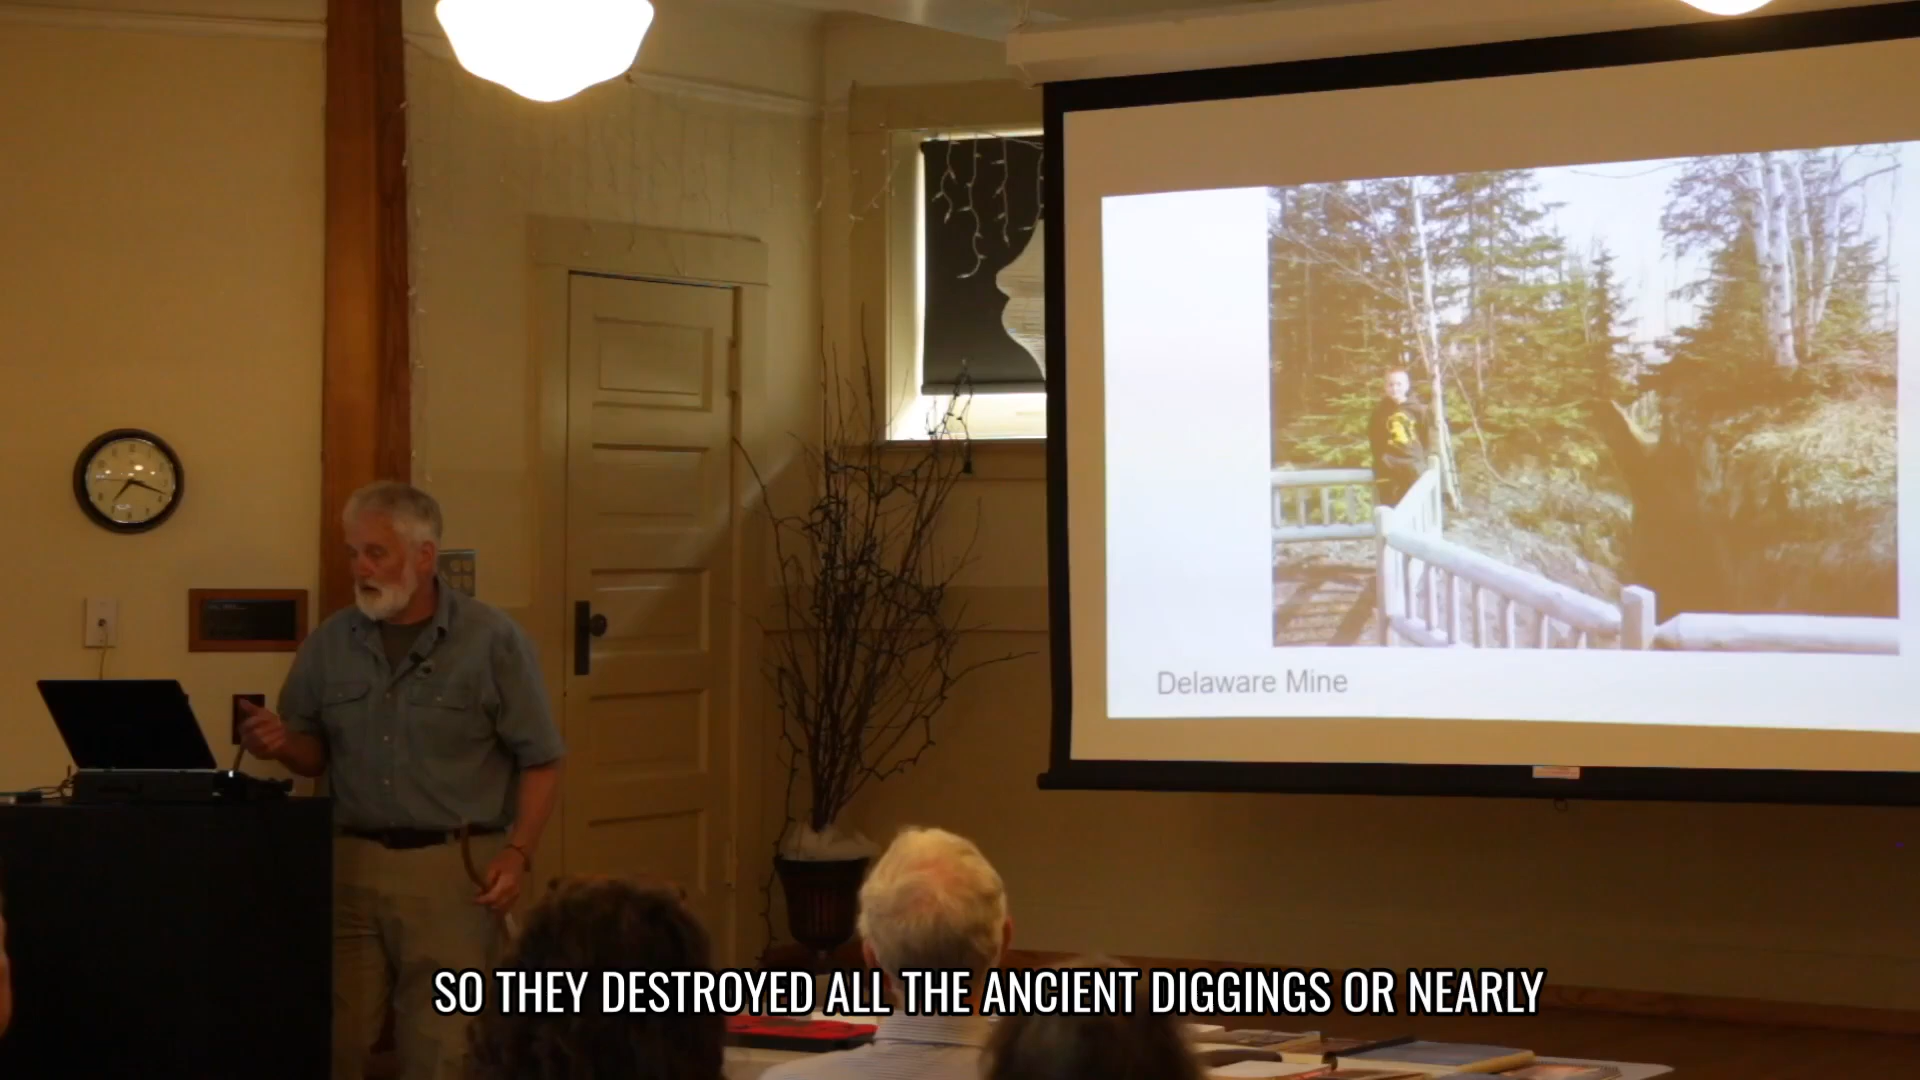 Delaware Mine
SO THEY DESTROYED ALL THE ANCIENT DIGGINGS OR NEARLY